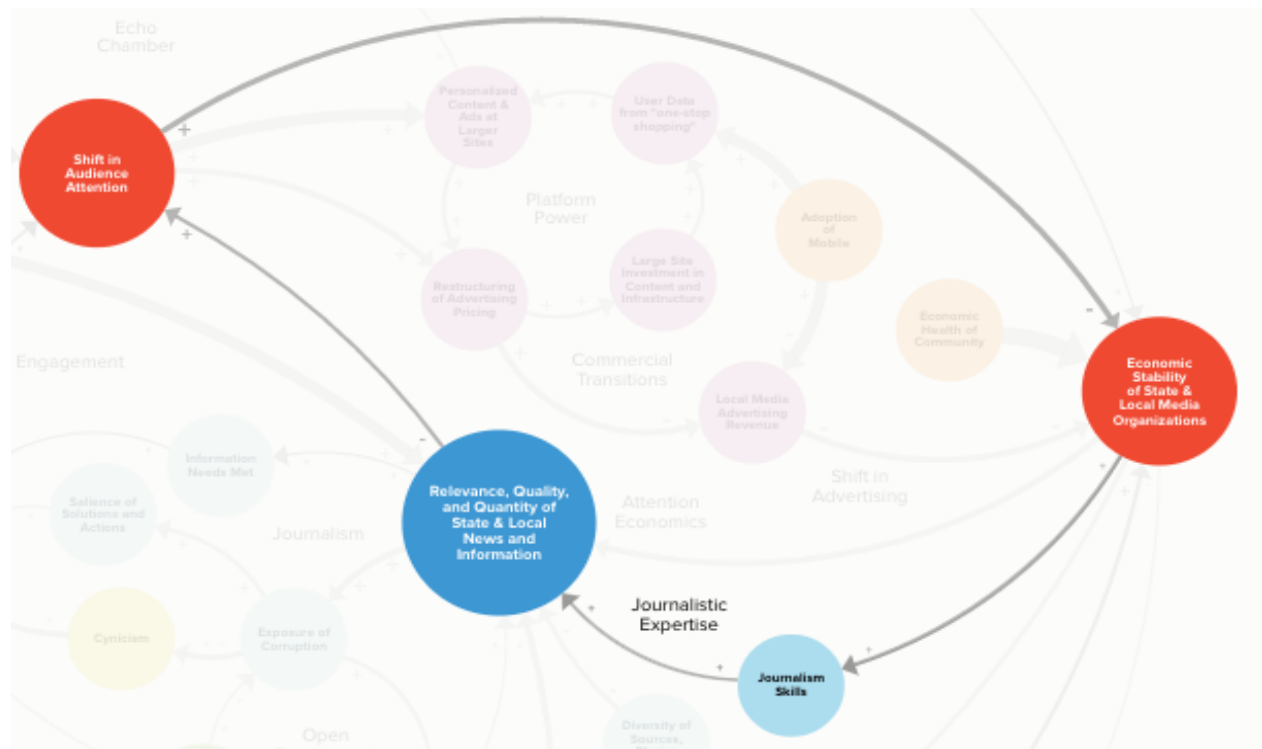 Echo
Chamber
Personalized
Content &
Ads at
Larger
Sites
User Data
from "one-stop
shopping"
Shift in
Audience
Attention
Platform
Power
Adoption
of
Mobile
Restructuring
of Advertising
Pricing
Large Site
Investment in
Content and
Infrastructure
Economic
Health of
Community
Engagement
Commercial
Transitions
Economic
Stability
of State &
Local Media
Organizations
Local Media
Advertising
Revenue
Information
Needs Met
Shift in
Advertising
Salience of
Solutions and
Actions
Journalism
Relevance, Quality,
and Quantity of
State & Local
News and
Information
Attention
Economics
Journalistic
Expertise
Cynicism
Exposure of
Corruption
Journalism
Skills
Open
Diversity of
Sources,